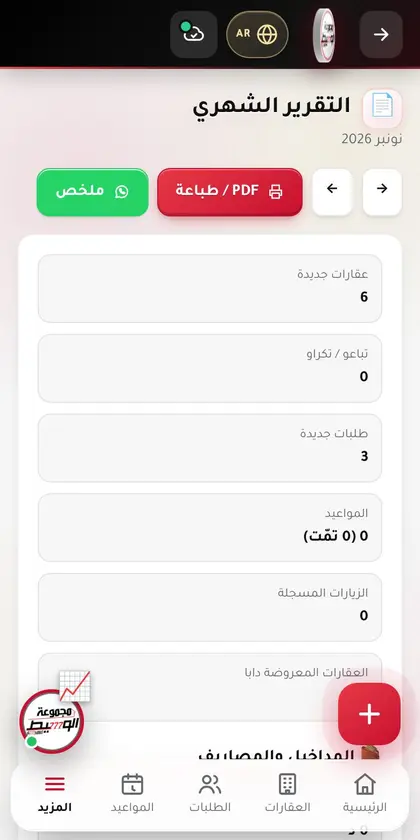 AR
التقرير الشهري
نونبر 2026
PDF / طباعة
ملخص
عقارات جديدة
6
تباعو / تكراو
0
طلبات جديدة
3
المواعيد
0 (0 تمّت)
الزيارات المسجلة
0
العقارات المعروضة دابا
المداخيل والمصاريف
مجموعة
الوسيط
الرئيسية
العقارات
الطلبات
المواعيد
المزيد